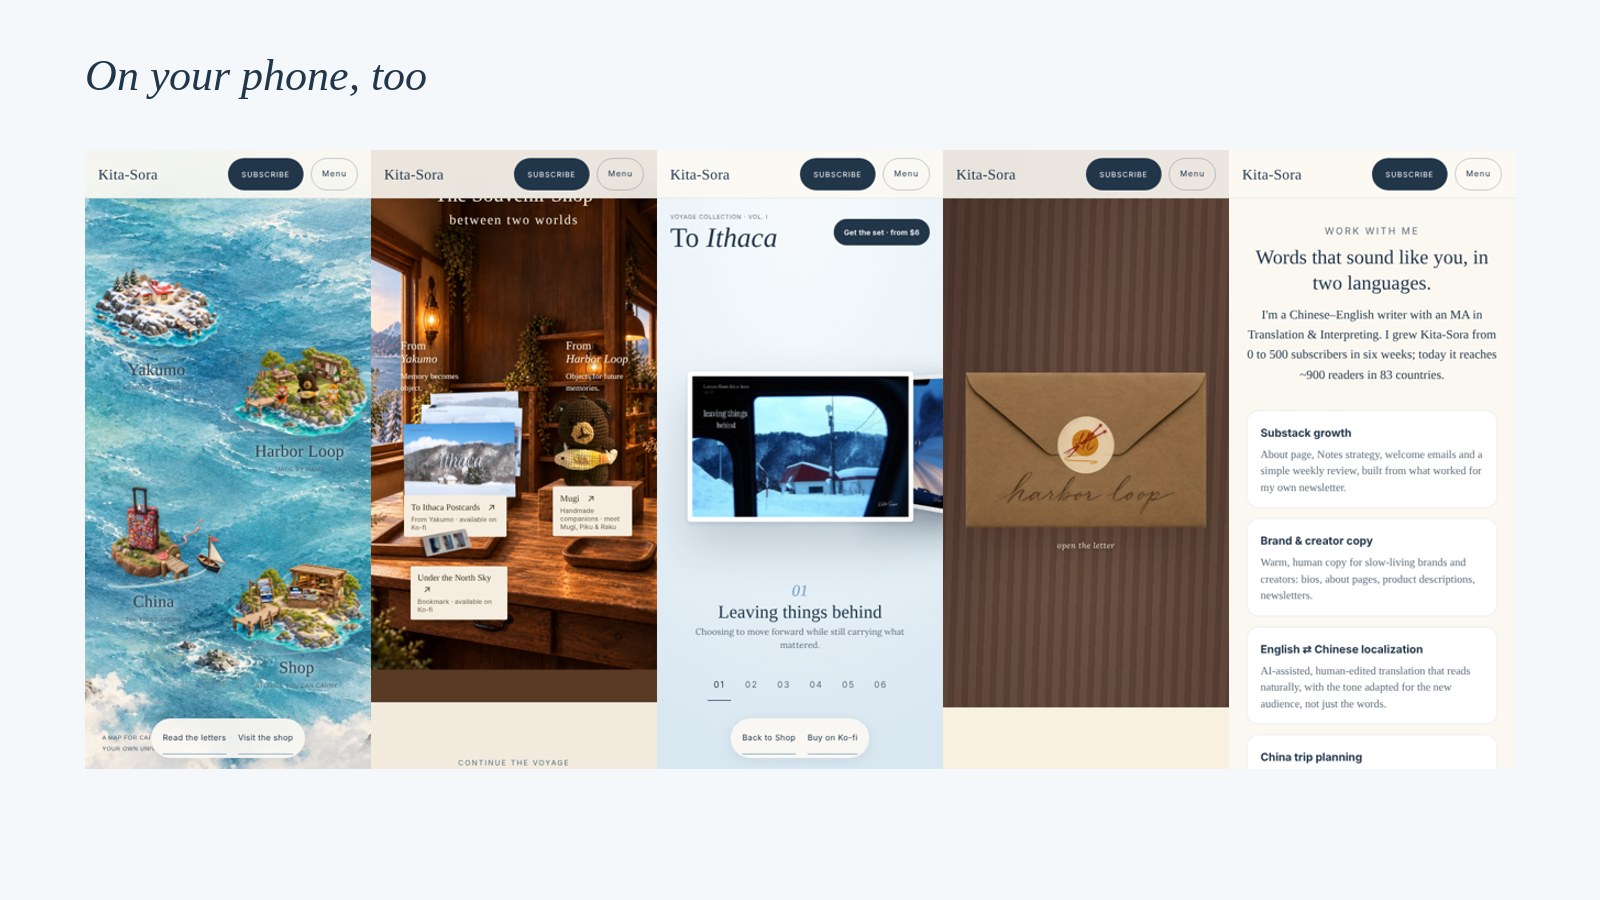 On your phone, too
Kita-Sora
SUBSCRIBE
Menu
Yakumo
Harbor Loop
China
Shop
Read the letters
Visit the shop
Kita-Sora
SUBSCRIBE
Menu
The Souvenir Shop
between two worlds
From
Yakumo
Memory becomes
object.
From
Harbor Loop
Objects for future
memories.
Ithaca
To Ithaca Postcards ↗
From Yakumo · available on
Ko-fi
Mugi ↗
Handmade
companions · meet
Mugi, Piku & Raku
Under the North Sky
↗
Bookmark · available on
Ko-fi
CONTINUE THE VOYAGE
Kita-Sora
SUBSCRIBE
Menu
VOYAGE COLLECTION · VOL. I
To Ithaca
Get the set · from $6
leaving things
behind
01
Leaving things behind
Choosing to move forward while still carrying what
mattered.
01 02 03 04 05 06
Back to Shop
Buy on Ko-fi
Kita-Sora
SUBSCRIBE
Menu
harbor loop
open the letter
Kita-Sora
SUBSCRIBE
Menu
WORK WITH ME
Words that sound like you, in
two languages.
I'm a Chinese–English writer with an MA in
Translation & Interpreting. I grew Kita-Sora from
0 to 500 subscribers in six weeks; today it reaches
~900 readers in 83 countries.
Substack growth
About page, Notes strategy, welcome emails and a
simple weekly review, built from what worked for
my own newsletter.
Brand & creator copy
Warm, human copy for slow-living brands and
creators: bios, about pages, product descriptions,
newsletters.
English ⇄ Chinese localization
AI-assisted, human-edited translation that reads
naturally, with the tone adapted for the new
audience, not just the words.
China trip planning